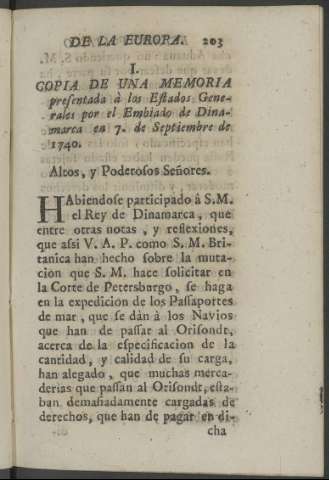 DE LA EUROPA. 203
I.
COPIA DE UNA MEMORIA
presentada à los Estados Gene-
rales por el Embiado de Dina-
marca en 7. de Septiembre de
1740.
Altos, y Poderosos Señores.
HAbiendose participado â S. M.
el Rey de Dinamarca, que
entre otras notas, y reflexiones,
que assi V. A. P. como S. M. Bri-
tanica han hecho sobre la muta-
cion que S. M. hace solicitar en
la Corte de Petersburgo, se haga
en la expedicion de los Passaportes
de mar, que se dàn à los Navios
que han de passar al Orisondt,
acerca de la especificacion de la
cantidad, y calidad de su carga,
han alegado, que muchas merca-
derias que passan al Orisondt, esta-
ban demasiadamente cargadas de
derechos, que han de pagar en di-
cha